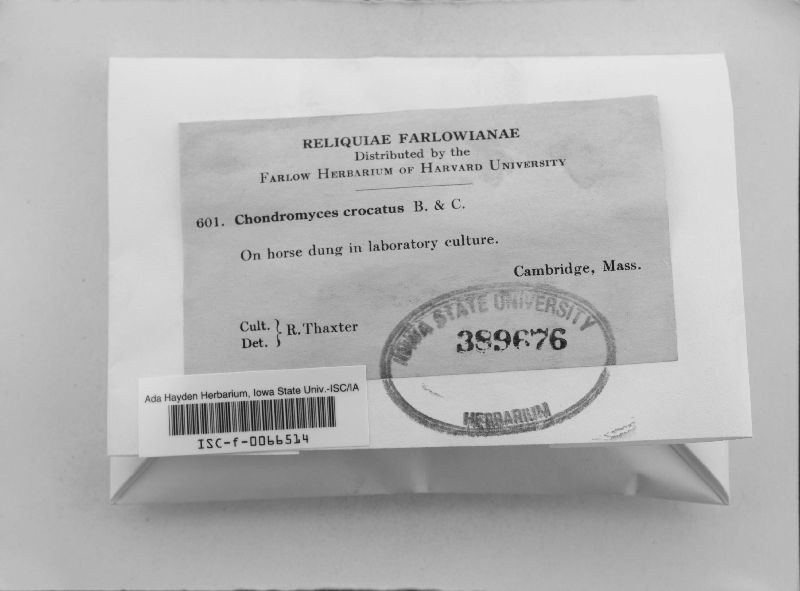 RELIQUIAE FARLOWIANAE
Distributed by the
FARLOW HERBARIUM OF HARVARD UNIVERSITY
601. Chondromyces crocatus B. & C.
On horse dung in laboratory culture.
Cambridge, Mass.
Cult. } R. Thaxter
Det.
IOWA STATE UNIVERSITY
389676
HERBARIUM
Ada Hayden Herbarium, Iowa State Univ.-ISC/IA
ISC-f-0066514